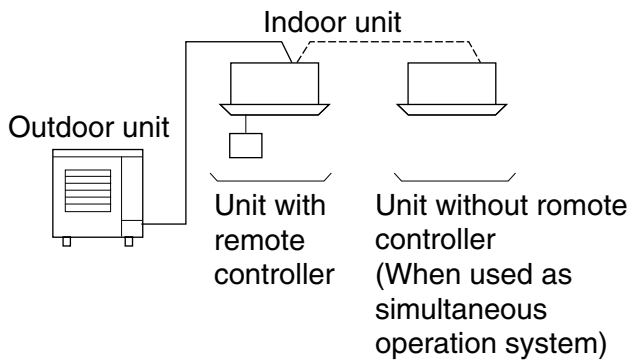 Indoor unit
Outdoor unit
Unit with
remote
controller
Unit without romote
controller
(When used as
simultaneous
operation system)